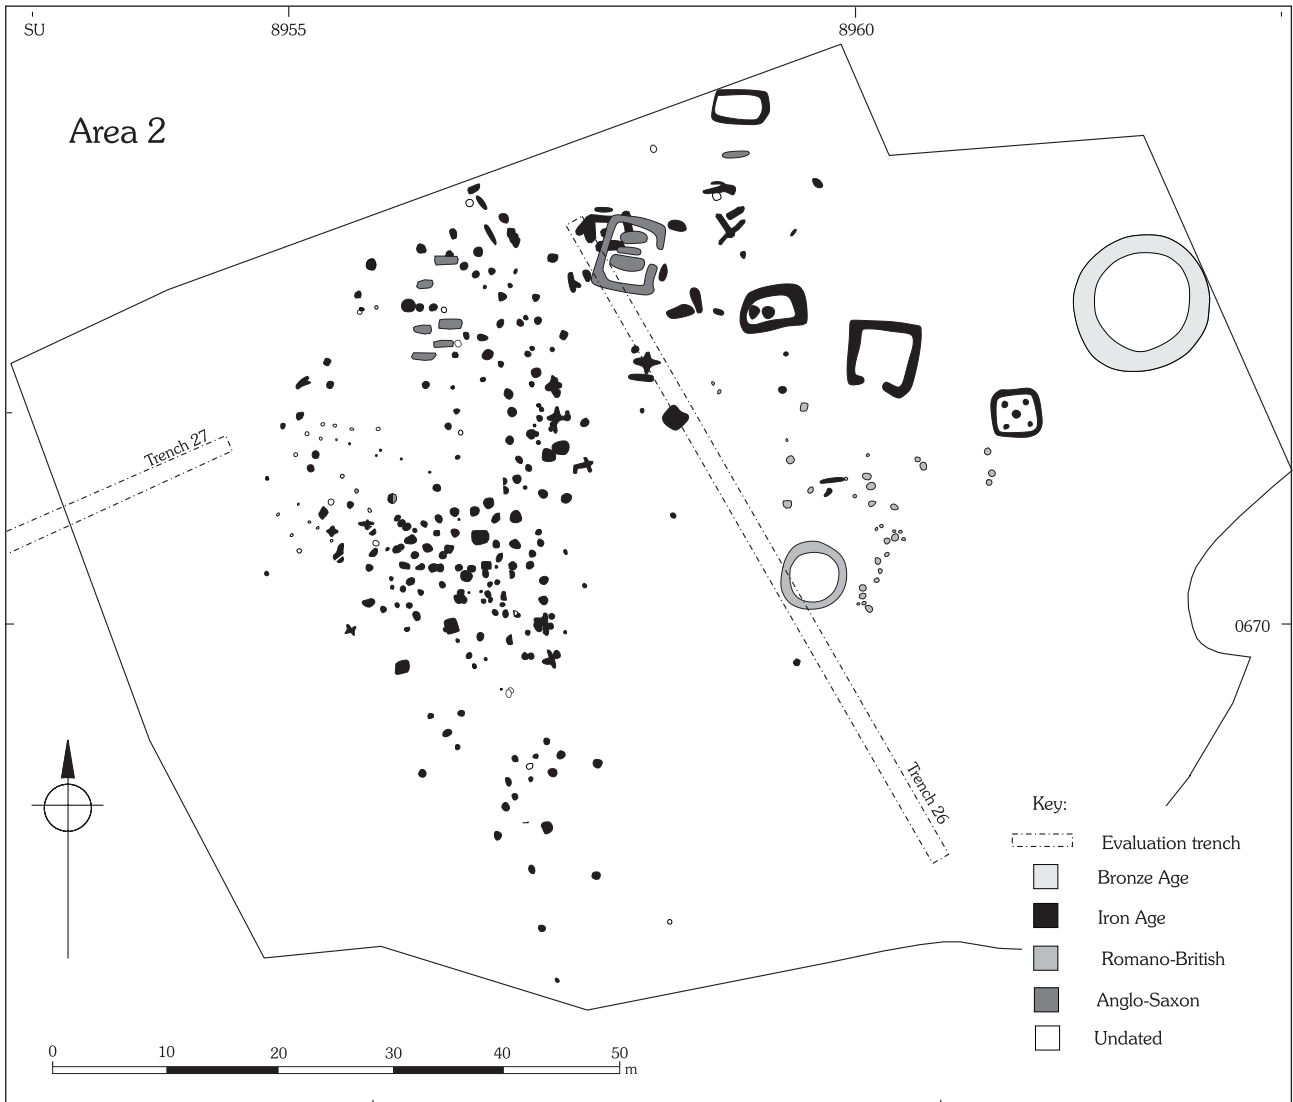 SU 8955 8960
Area 2
Trench 27
0670
Trench 26
Key:
Evaluation trench
Bronze Age
Iron Age
Romano-British
Anglo-Saxon
Undated
0 10 20 30 40 50
m